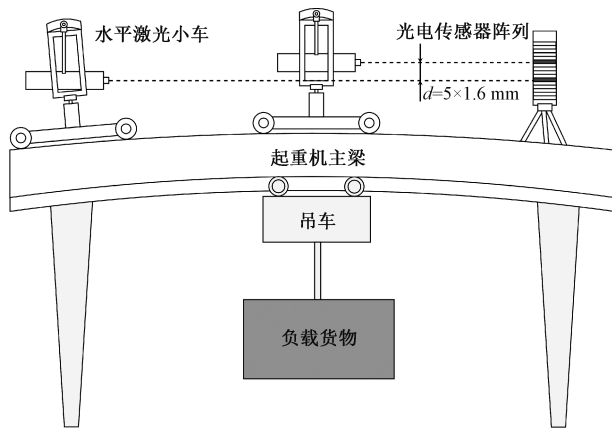 水平激光小车
光电传感器阵列
d=5×1.6 mm
起重机主梁
吊车
负载货物